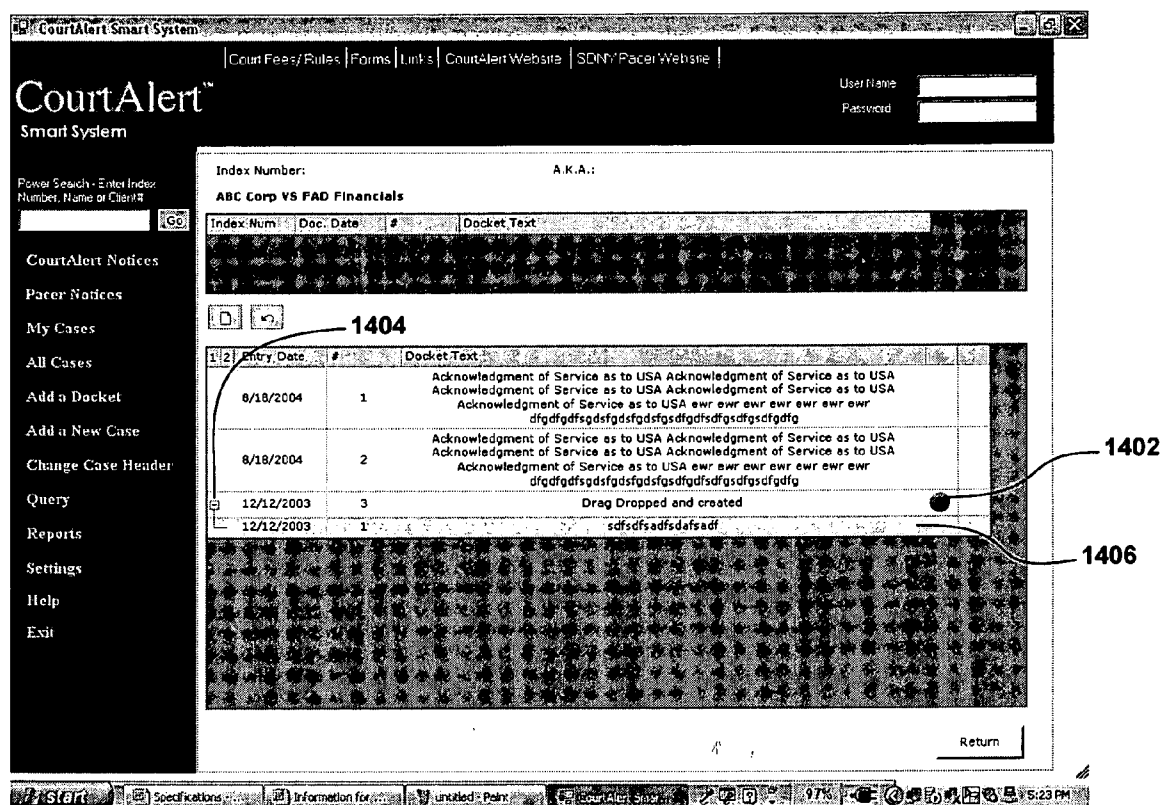 CourtAlert Smart System
Court Fees/Rules Forms Links CourtAlert Website SDNY Pacer Website
CourtAlert™
Smart System
User Name
Password
Power Search - Enter Index
Number, Name or Client#
Go
Index Number: A.K.A.:
ABC Corp VS FAD Financials
Index Num Doc. Date # Docket Text
CourtAlert Notices
Pacer Notices
My Cases
All Cases
Add a Docket
Add a New Case
Change Case Header
Query
Reports
Settings
Help
Exit
1404
1 2 Entry Date # Docket Text
Acknowledgment of Service as to USA Acknowledgment of Service as to USA
8/18/2004 1 Acknowledgment of Service as to USA Acknowledgment of Service as to USA
Acknowledgment of Service as to USA ewr ewr ewr ewr ewr ewr
Acknowledgment of Service as to USA Acknowledgment of Service as to USA
8/18/2004 2 Acknowledgment of Service as to USA Acknowledgment of Service as to USA
Acknowledgment of Service as to USA ewr ewr ewr ewr ewr ewr
1402
12/12/2003 3 Drag Dropped and created
12/12/2003 1 sdfsdfsadfsdafsadf
1406
Return
start Specifications - ... Information for ... untitled - Paint 97% 5:23 PM